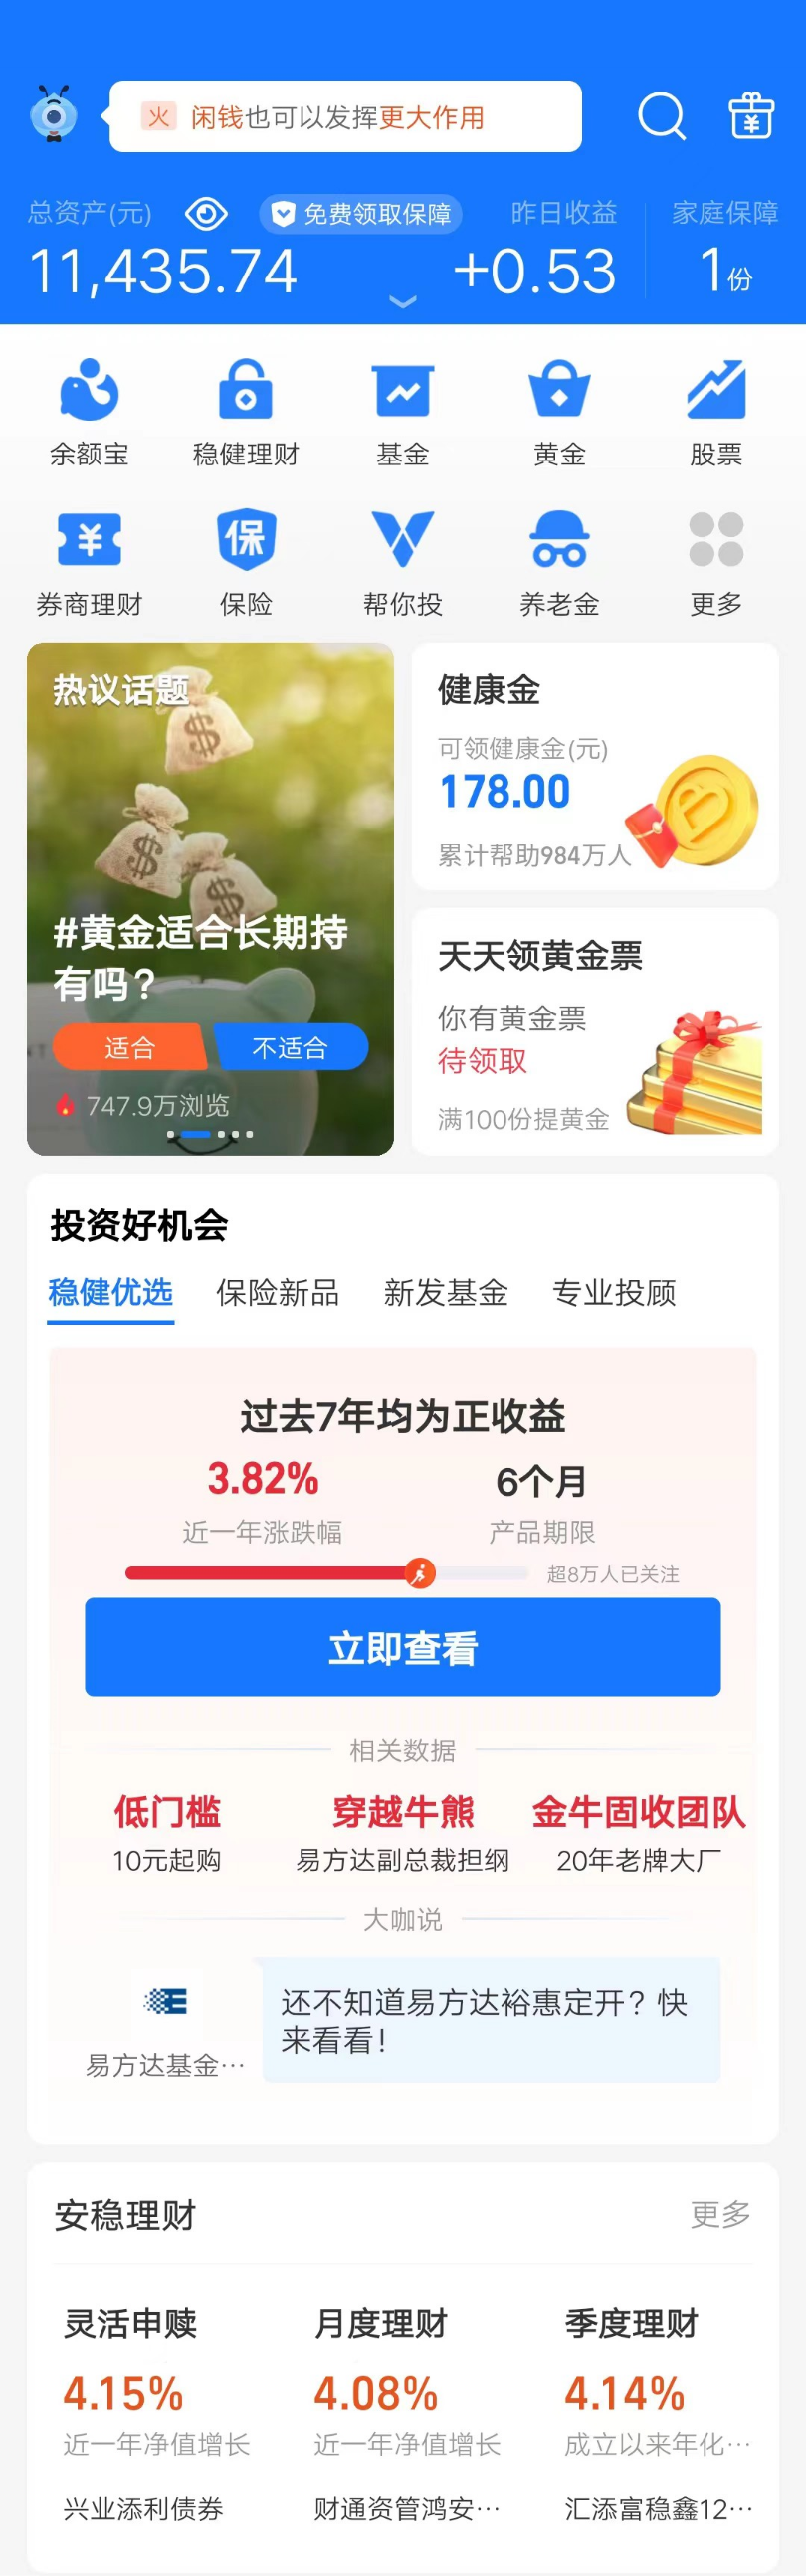 火 闲钱也可以发挥更大作用
总资产(元) 免费领取保障 昨日收益 家庭保障
11,435.74 +0.53 1份
余额宝 稳健理财 基金 黄金 股票
¥ 保
券商理财 保险 帮你投 养老金 更多
热议话题
#黄金适合长期持
有吗?
适合 不适合
747.9万浏览
健康金
可领健康金(元)
178.00
累计帮助984万人
天天领黄金票
你有黄金票
待领取
满100份提黄金
投资好机会
稳健优选 保险新品 新发基金 专业投顾
过去7年均为正收益
3.82% 6个月
近一年涨跌幅 产品期限
超8万人已关注
立即查看
相关数据
低门槛 穿越牛熊 金牛固收团队
10元起购 易方达副总裁担纲 20年老牌大厂
大咖说
还不知道易方达裕惠定开？快
来看看！
易方达基金…
安稳理财 更多
灵活申赎 月度理财 季度理财
4.15% 4.08% 4.14%
近一年净值增长 近一年净值增长 成立以来年化…
兴业添利债券 财通资管鸿安… 汇添富稳鑫12…